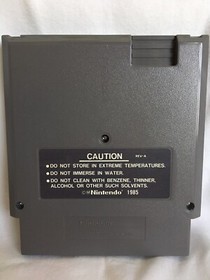 CAUTION
●DO NOT STORE IN EXTREME TEMPERATURES.
●DO NOT IMMERSE IN WATER.
●DO NOT CLEAN WITH BENZENE, THINNER,
ALCOHOL OR OTHER SUCH SOLVENTS.
Nintendo 1985